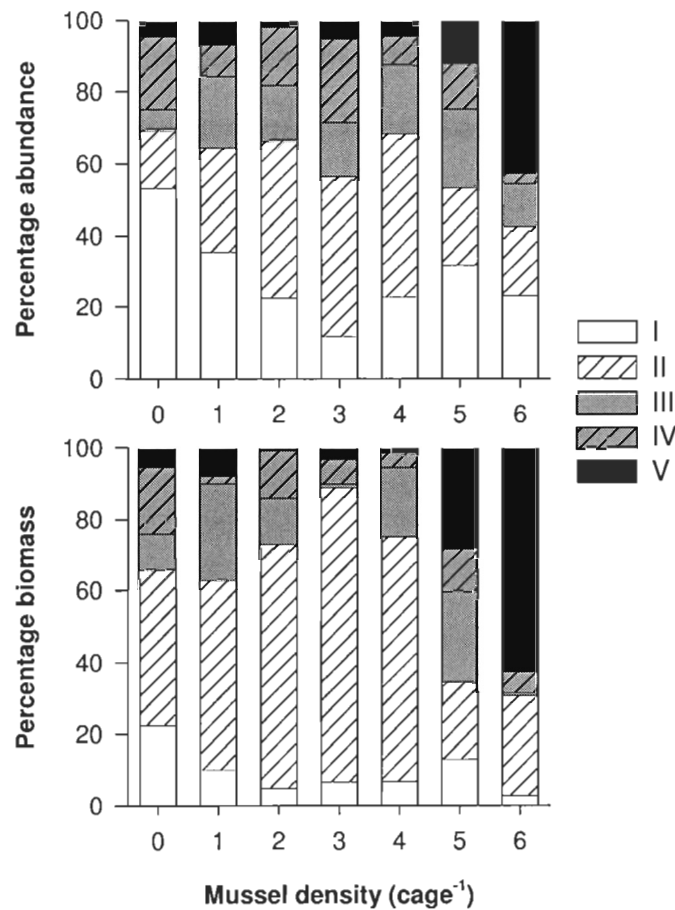 Percentage abundance
100
80
60
40
20
0
0 1 2 3 4 5 6
I
II
III
IV
V
Percentage biomass
100
80
60
40
20
0
0 1 2 3 4 5 6
Mussel density (cage⁻¹)